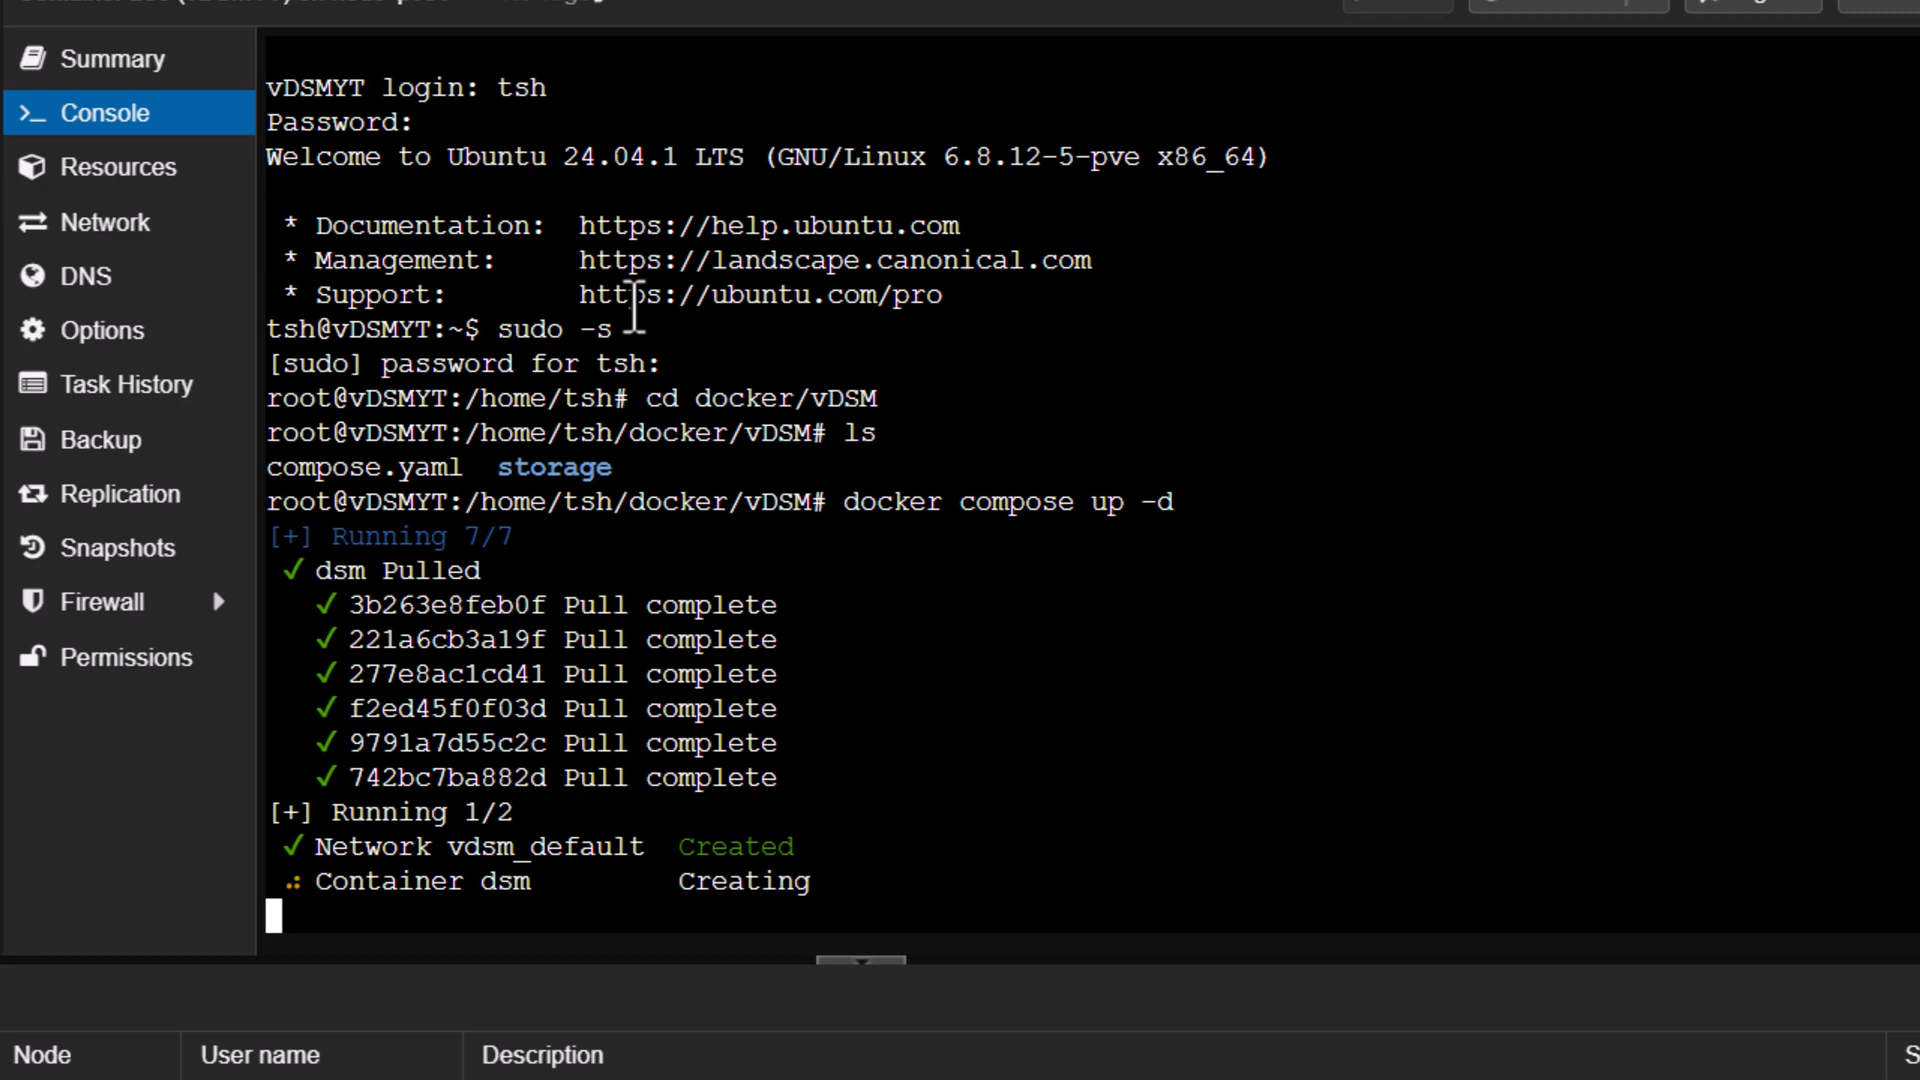 Summary
Console
Resources
Network
DNS
Options
Task History
Backup
Replication
Snapshots
Firewall
Permissions
vDSMYT login: tsh
Password:
Welcome to Ubuntu 24.04.1 LTS (GNU/Linux 6.8.12-5-pve x86_64)
* Documentation: https://help.ubuntu.com
* Management: https://landscape.canonical.com
* Support: https://ubuntu.com/pro
tsh@vDSMYT:~$ sudo -s
[sudo] password for tsh:
root@vDSMYT:/home/tsh# cd docker/vDSM
root@vDSMYT:/home/tsh/docker/vDSM# ls
compose.yaml storage
root@vDSMYT:/home/tsh/docker/vDSM# docker compose up -d
[+] Running 7/7
✓ dsm Pulled
✓ 3b263e8feb0f Pull complete
✓ 221a6cb3a19f Pull complete
✓ 277e8ac1cd41 Pull complete
✓ f2ed45f0f03d Pull complete
✓ 9791a7d55c2c Pull complete
✓ 742bc7ba882d Pull complete
[+] Running 1/2
✓ Network vdsm_default Created
Container dsm Creating
Node User name Description